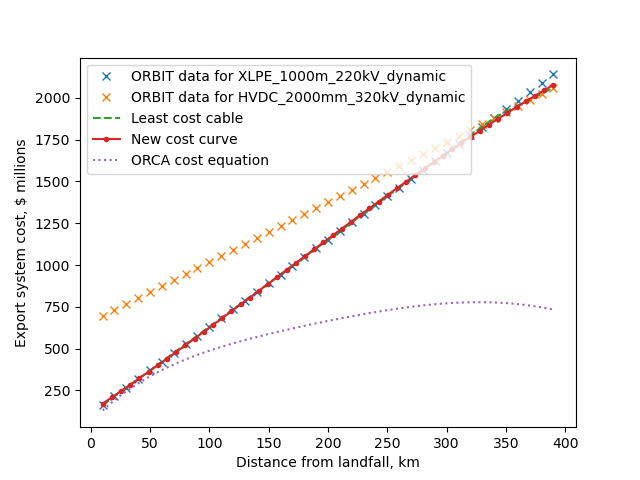 ORBIT data for XLPE_1000m_220kV_dynamic
ORBIT data for HVDC_2000mm_320kV_dynamic
Least cost cable
New cost curve
ORCA cost equation
Export system cost, $ millions
2000
1750
1500
1250
1000
750
500
250
0 50 100 150 200 250 300 350 400
Distance from landfall, km